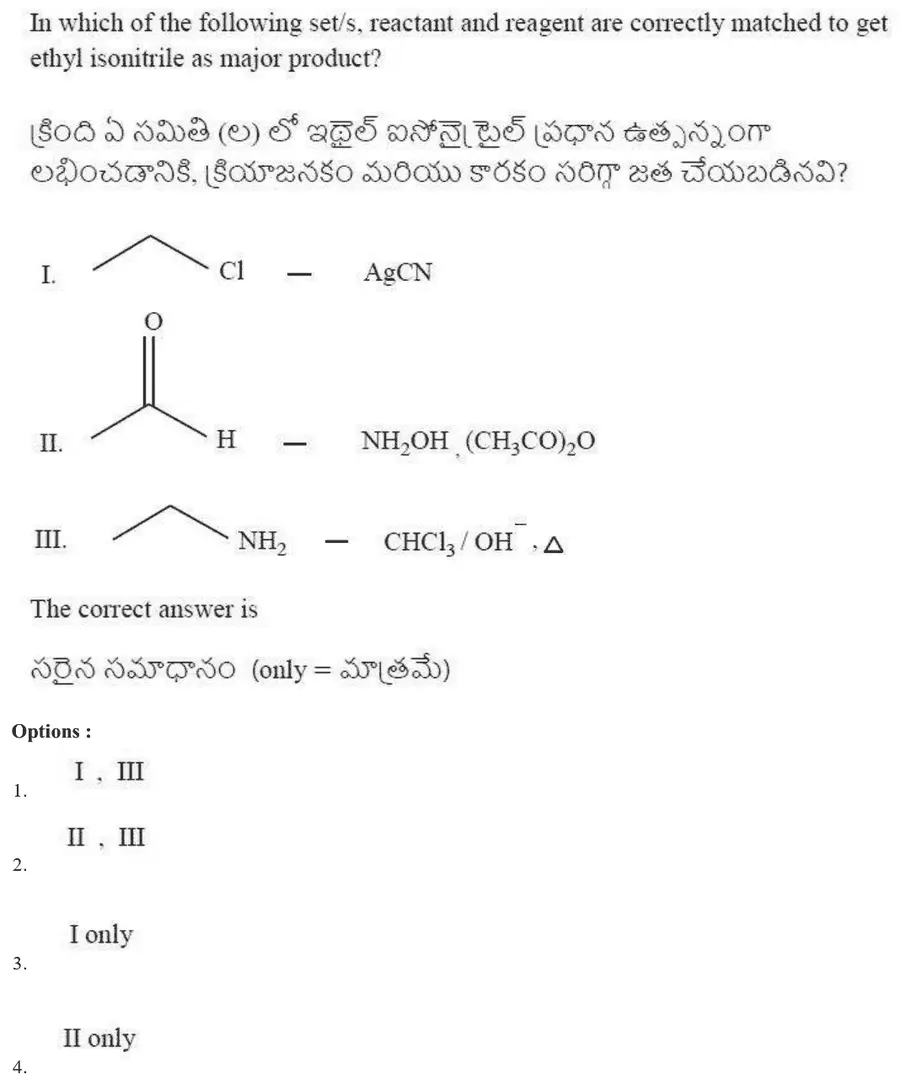 In which of the following set/s, reactant and reagent are correctly matched to get
ethyl isonitrile as major product?
క్రింది ఏ సమితి (ల) లో ఇథైల్ ఐసోనైట్రైల్ ప్రధాన ఉత్పన్నంగా
లభించడానికి, క్రియాజనకం మరియు కారకం సరిగ్గా జత చేయబడినవి?
I. Cl — AgCN
O
II. H — NH₂OH , (CH₃CO)₂O
III. NH₂ — CHCl₃ / OH⁻ , Δ
The correct answer is
సరైన సమాధానం (only = మాత్రమే)
Options :
I , III
1.
II , III
2.
I only
3.
II only
4.